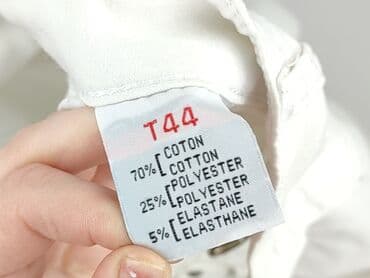 T44
70% [ COTON
COTTON
25% [ POLYESTER
POLYESTER
5% [ ELASTANE
ELASTHANE